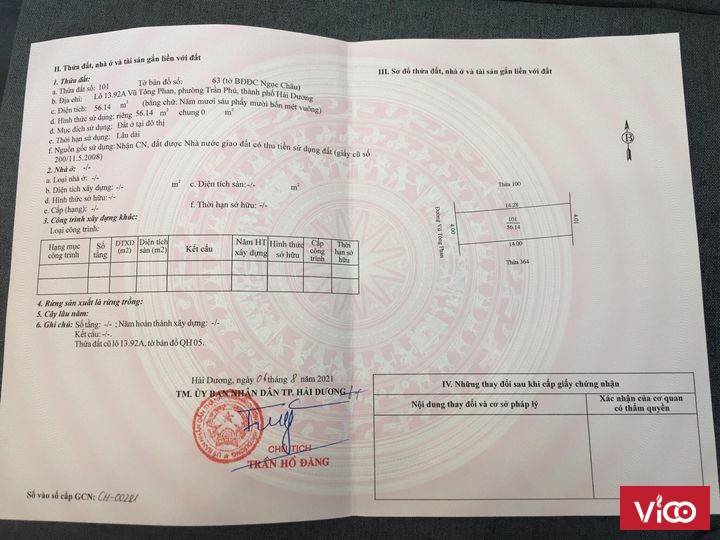 II. Thửa đất, nhà ở và tài sản gắn liền với đất
1. Thửa đất:
a. Thửa đất số: 101 Tờ bản đồ số: 63 (tờ BĐĐC Ngọc Châu)
b. Địa chỉ: Lô 13.92A Vũ Tông Phan, phường Trần Phú, thành phố Hải Dương
c. Diện tích: 56.14 m² (bằng chữ: Năm mươi sáu phẩy mười bốn mét vuông)
d. Hình thức sử dụng: riêng 56.14 m² chung 0 m²
đ. Mục đích sử dụng: Đất ở tại đô thị
e. Thời hạn sử dụng: Lâu dài
f. Nguồn gốc sử dụng: Nhận CN, đất được Nhà nước giao đất có thu tiền sử dụng đất (giấy cũ số
200/11.5.2008)
2. Nhà ở: -/-
a. Loại nhà ở: -/-
b. Diện tích xây dựng: -/- m² c. Diện tích sàn: -/- m²
d. Hình thức sở hữu: -/- f. Thời hạn sở hữu: -/-
e. Cấp (hạng): -/-
3. Công trình xây dựng khác:
Loại công trình:
Hạng mục công trình Số tầng DTXD (m2) Diện tích sàn (m2) Kết cấu Năm HT xây dựng Hình thức sở hữu Cấp công trình Thời hạn sở hữu
4. Rừng sản xuất là rừng trồng:
5. Cây lâu năm:
6. Ghi chú: Số tầng: -/- ; Năm hoàn thành xây dựng: -/-
Kết cấu: -/-.
Thửa đất cũ lô 13.92A, tờ bản đồ QH 05.
Hải Dương, ngày 06 tháng 8 năm 2021
TM. ỦY BAN NHÂN DÂN TP. HẢI DƯƠNG
CHỦ TỊCH
TRẦN HỒ ĐĂNG
Số vào sổ cấp GCN: CH-00281
III. Sơ đồ thửa đất, nhà ở và tài sản gắn liền với đất
B
Thửa 100
14.28
Đường Vũ Tông Phan
4.00
101
56.14
4.01
14.00
Thửa 364
IV. Những thay đổi sau khi cấp giấy chứng nhận
Nội dung thay đổi và cơ sở pháp lý
Xác nhận của cơ quan có thẩm quyền
ViCO